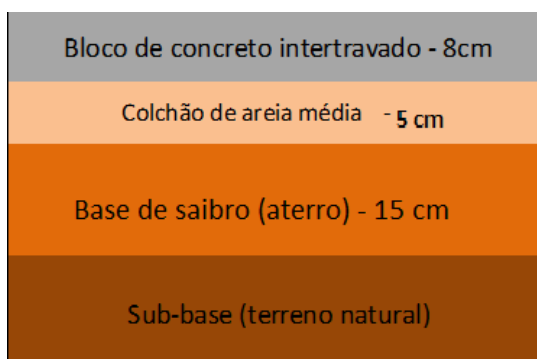 Bloco de concreto intertravado - 8cm
Colchão de areia média - 5 cm
Base de saibro (aterro) - 15 cm
Sub-base (terreno natural)